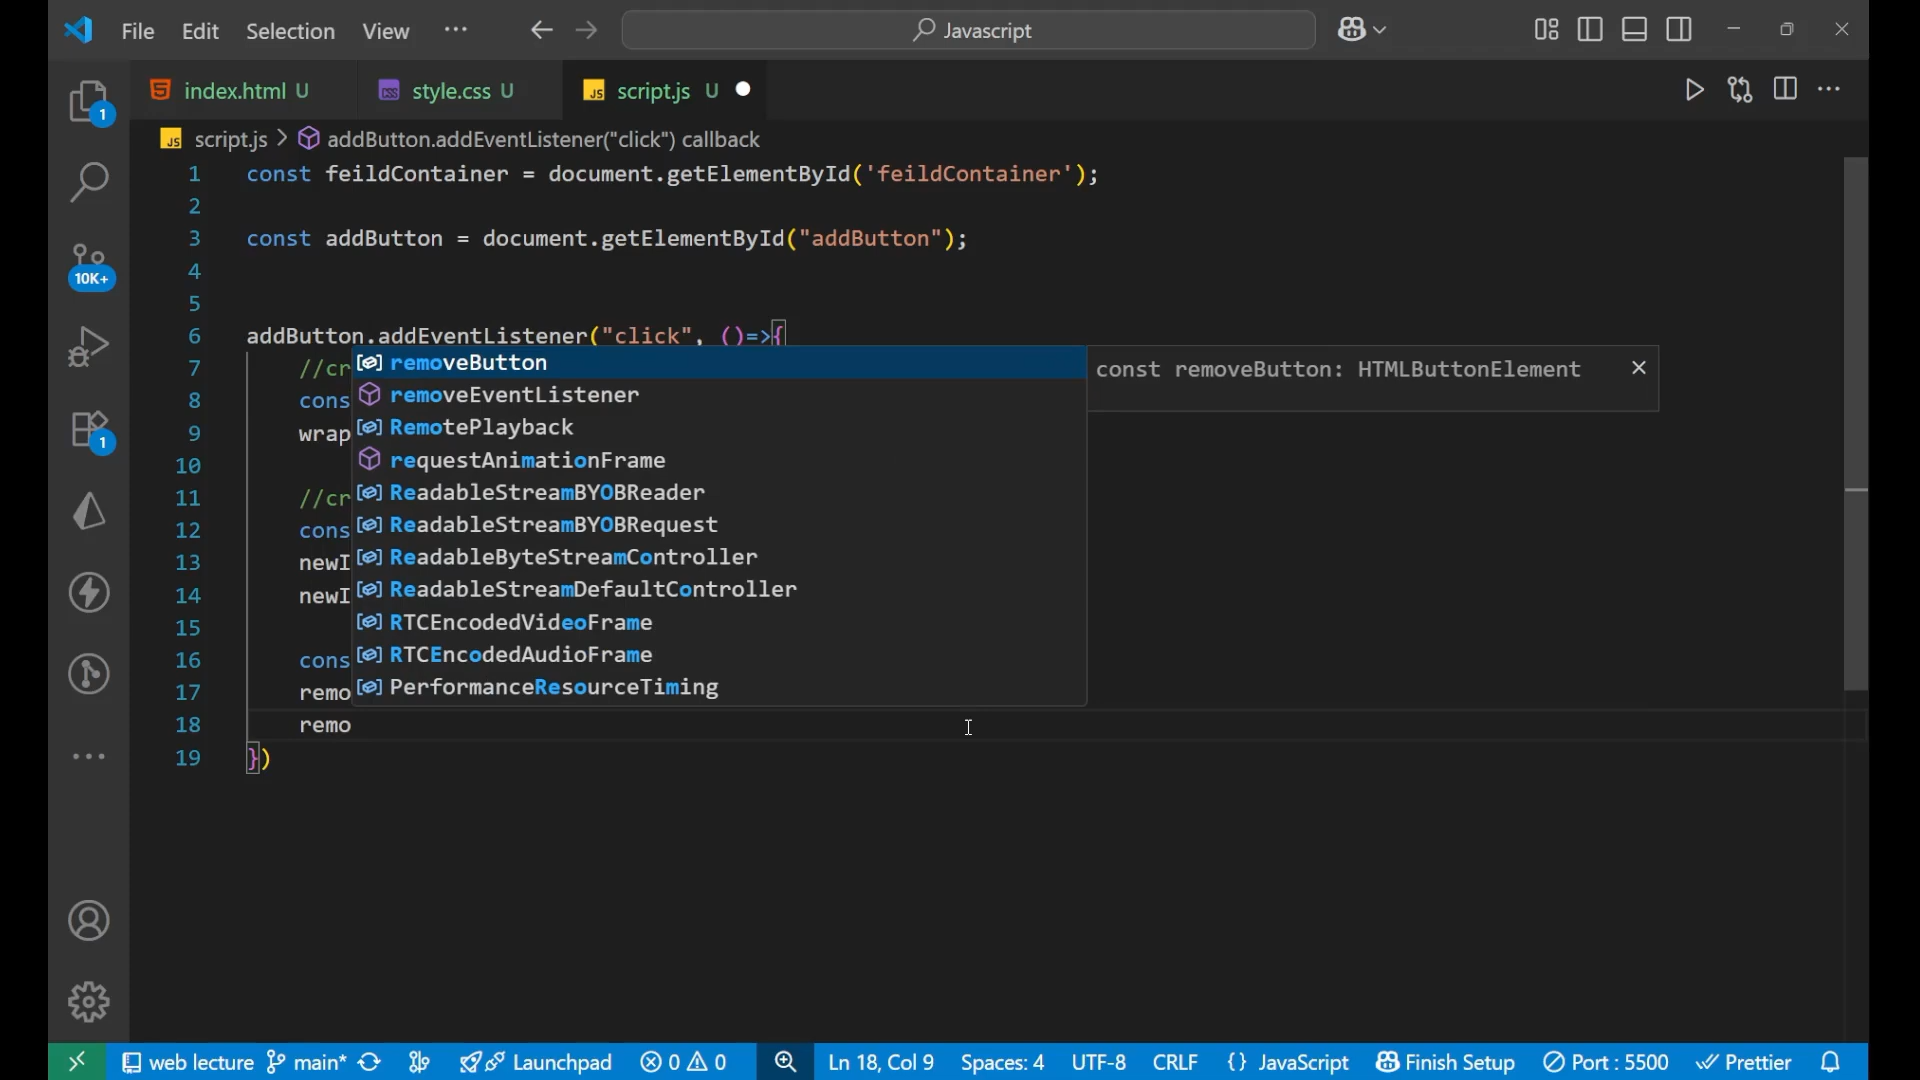 File Edit Selection View ··· Javascript
index.html U style.css U script.js U
script.js > addButton.addEventListener("click") callback
1 const feildContainer = document.getElementById('feildContainer');
2
3 const addButton = document.getElementById("addButton");
4
5
6 addButton.addEventListener("click", ()=>{
7 //cr
8 cons
9 wrap
10
11 //cr
12 cons
13 newI
14 newI
15
16 cons
17 remo
18 remo
19 })
removeButton
removeEventListener
RemotePlayback
requestAnimationFrame
ReadableStreamBYOBReader
ReadableStreamBYOBRequest
ReadableByteStreamController
ReadableStreamDefaultController
RTCEncodedVideoFrame
RTCEncodedAudioFrame
PerformanceResourceTiming
const removeButton: HTMLButtonElement
1
10K+
1
web lecture main* Launchpad 0 0 Ln 18, Col 9 Spaces: 4 UTF-8 CRLF {} JavaScript Finish Setup Port : 5500 Prettier